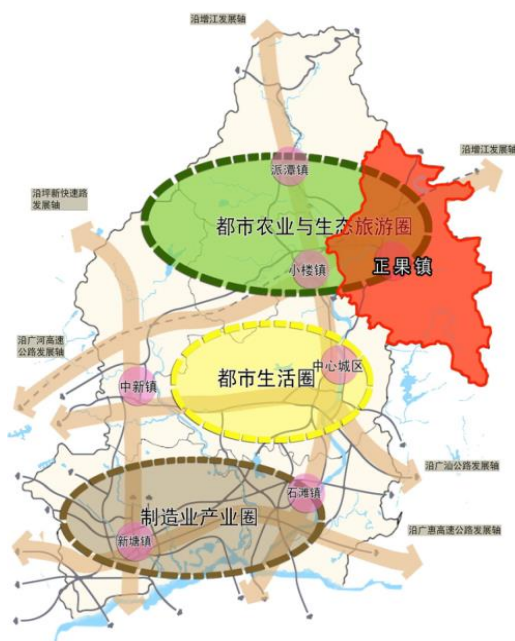 沿增江发展轴
沿增江发展轴
派潭镇
沿坪新快速路
发展轴
都市农业与生态旅游圈
正果镇
小楼镇
沿广河高速
公路发展轴
中心城区
都市生活圈
中新镇
沿广汕公路发展轴
石滩镇
制造业产业圈
新塘镇
沿广惠高速公路发展轴